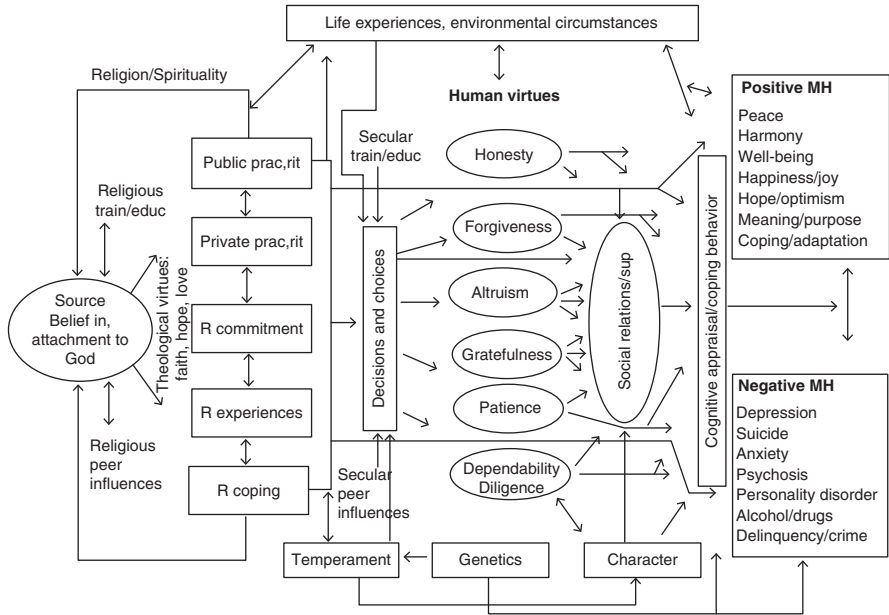 Life experiences, environmental circumstances
Religion/Spirituality
Human virtues
Positive MH
Peace
Harmony
Well-being
Happiness/joy
Hope/optimism
Meaning/purpose
Coping/adaptation
Secular
train/educ
Public prac,rit
Honesty
Religious
train/educ
Private prac,rit
Forgiveness
Source
Belief in,
attachment to
God
Theological virtues:
faith, hope, love
R commitment
Decisions and choices
Altruism
Social relations/sup
Cognitive appraisal/coping behavior
Gratefulness
R experiences
Patience
Negative MH
Depression
Suicide
Anxiety
Psychosis
Personality disorder
Alcohol/drugs
Delinquency/crime
Religious
peer
influences
R coping
Secular
peer
influences
Dependability
Diligence
Temperament
Genetics
Character